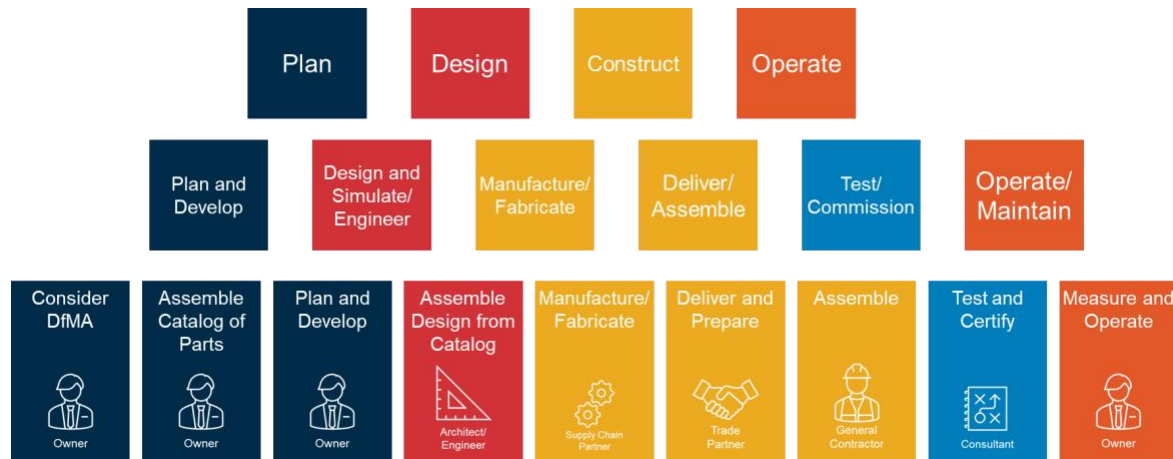 Plan
Design
Construct
Operate
Plan and
Develop
Design and
Simulate/
Engineer
Manufacture/
Fabricate
Deliver/
Assemble
Test/
Commission
Operate/
Maintain
Consider
DfMA
Owner
Assemble
Catalog of
Parts
Owner
Plan and
Develop
Owner
Assemble
Design from
Catalog
Architect/
Engineer
Manufacture/
Fabricate
Supply Chain
Partner
Deliver and
Prepare
Trade
Partner
Assemble
General
Contractor
Test and
Certify
Consultant
Measure and
Operate
Owner